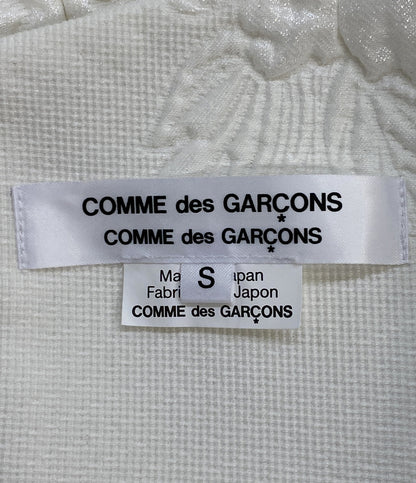 COMME des GARÇONS
COMME des GARÇONS
S
Ma apan
Fabri Japon
COMME des GARÇONS